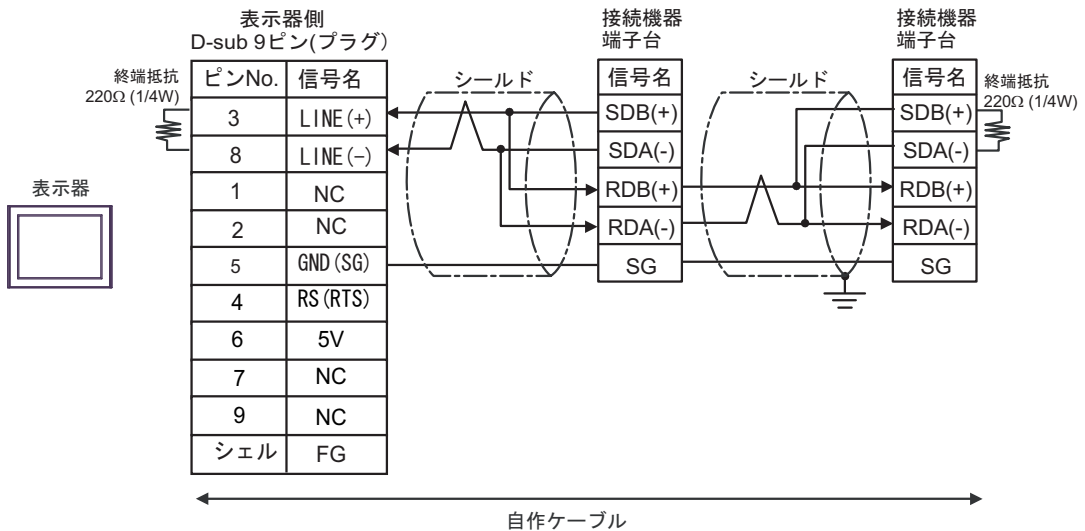 表示器側
D-sub 9ピン(プラグ)
接続機器
端子台
接続機器
端子台
終端抵抗
220Ω (1/4W)
ピンNo. 信号名
シールド
信号名
シールド
信号名
終端抵抗
220Ω (1/4W)
3 LINE(+)
SDB(+)
SDB(+)
8 LINE(−)
SDA(-)
SDA(-)
表示器
1 NC
RDB(+)
RDB(+)
2 NC
RDA(-)
RDA(-)
5 GND(SG)
SG
SG
4 RS(RTS)
6 5V
7 NC
9 NC
シェル FG
自作ケーブル